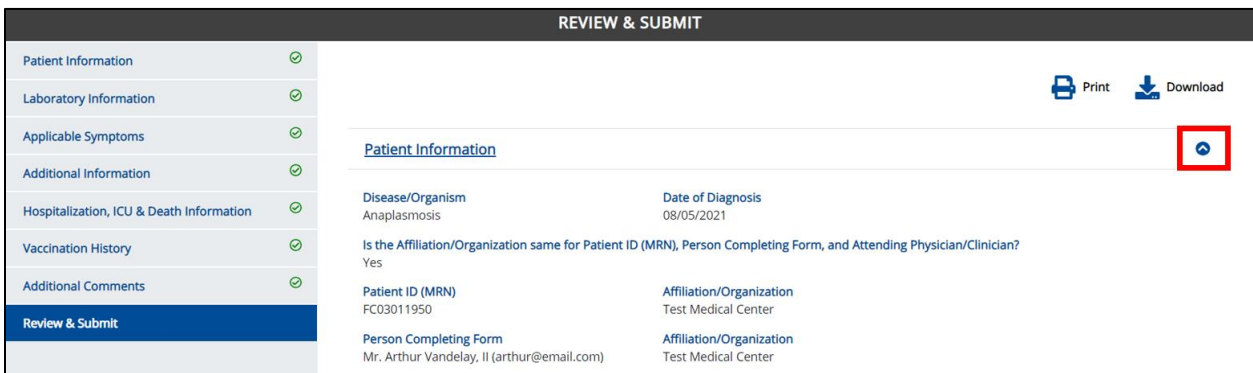 REVIEW & SUBMIT
Patient Information
Laboratory Information
Applicable Symptoms
Additional Information
Hospitalization, ICU & Death Information
Vaccination History
Additional Comments
Review & Submit
Print Download
Patient Information
Disease/Organism Date of Diagnosis
Anaplasmosis 08/05/2021
Is the Affiliation/Organization same for Patient ID (MRN), Person Completing Form, and Attending Physician/Clinician?
Yes
Patient ID (MRN) Affiliation/Organization
FC03011950 Test Medical Center
Person Completing Form Affiliation/Organization
Mr. Arthur Vandelay, II (arthur@email.com) Test Medical Center